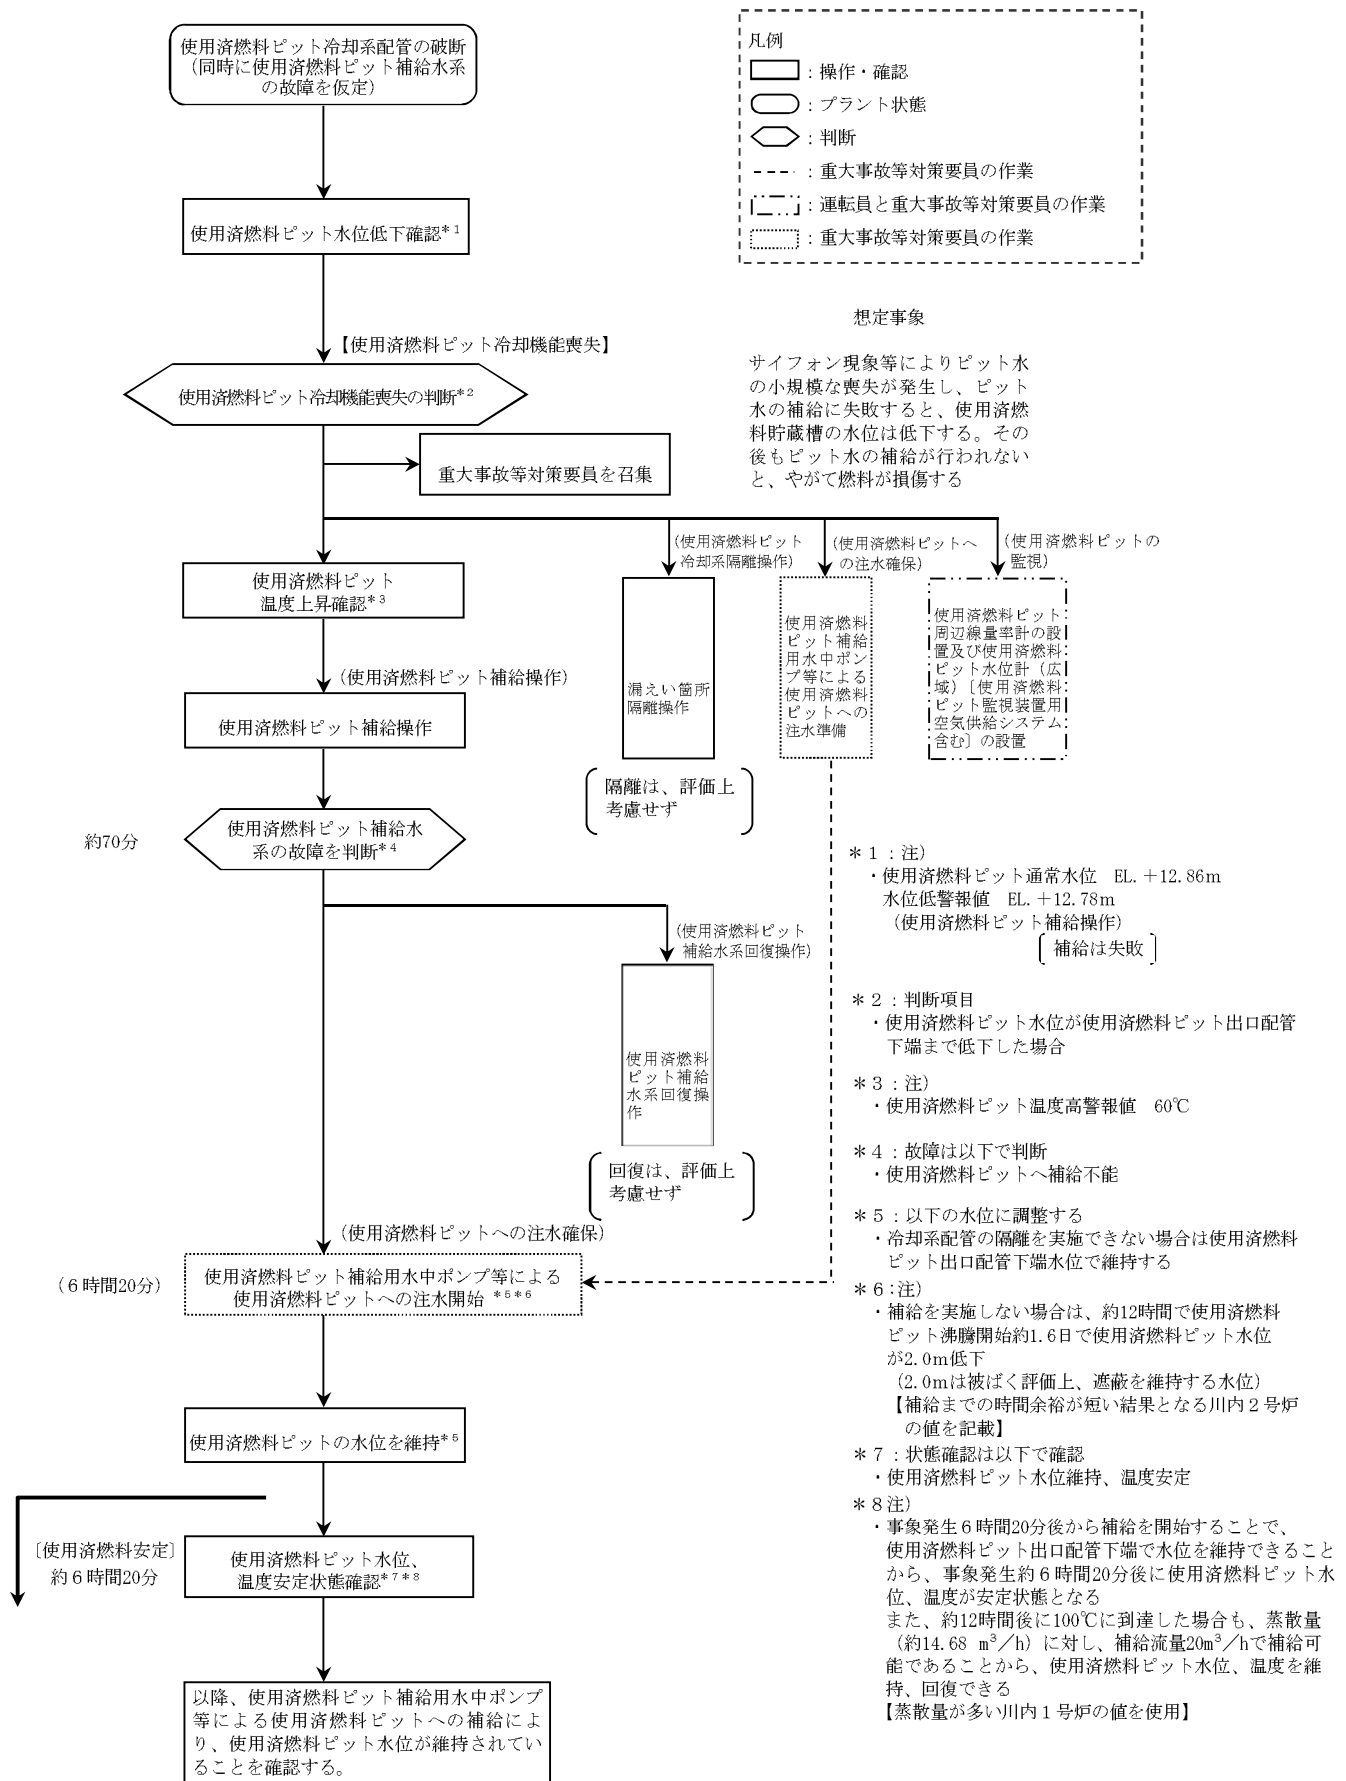 使用済燃料ピット冷却系配管の破断
（同時に使用済燃料ピット補給水系
の故障を仮定）
凡例
：操作・確認
：プラント状態
：判断
：重大事故等対策要員の作業
：運転員と重大事故等対策要員の作業
：重大事故等対策要員の作業
使用済燃料ピット水位低下確認＊１
想定事象
サイフォン現象等によりピット水
の小規模な喪失が発生し、ピット
水の補給に失敗すると、使用済燃
料貯蔵槽の水位は低下する。その
後もピット水の補給が行われない
と、やがて燃料が損傷する
【使用済燃料ピット冷却機能喪失】
使用済燃料ピット冷却機能喪失の判断＊２
重大事故等対策要員を召集
（使用済燃料ピット
冷却系隔離操作）
（使用済燃料ピットへ
の注水確保）
（使用済燃料ピットの
監視）
使用済燃料ピット
温度上昇確認＊３
漏えい箇所
隔離操作
使用済燃料
ピット補給
用水中ポン
プ等による
使用済燃料
ピットへの
注水準備
使用済燃料ピット
周辺線量率計の設
置及び使用済燃料
ピット水位計（広
域）〔使用済燃料
ピット監視装置用
空気供給システム
含む〕の設置
（使用済燃料ピット補給操作）
使用済燃料ピット補給操作
隔離は、評価上
考慮せず
約70分
使用済燃料ピット補給水
系の故障を判断＊４
（使用済燃料ピット
補給水系回復操作）
使用済燃料
ピット補給
水系回復操
作
回復は、評価上
考慮せず
（使用済燃料ピットへの注水確保）
（６時間20分）
使用済燃料ピット補給用水中ポンプ等による
使用済燃料ピットへの注水開始 ＊５＊６
使用済燃料ピットの水位を維持＊５
〔使用済燃料安定〕
約６時間20分
使用済燃料ピット水位、
温度安定状態確認＊７＊８
以降、使用済燃料ピット補給用水中ポンプ
等による使用済燃料ピットへの補給によ
り、使用済燃料ピット水位が維持されてい
ることを確認する。
＊１：注）
・使用済燃料ピット通常水位　EL.＋12.86ｍ
水位低警報値　EL.＋12.78ｍ
（使用済燃料ピット補給操作）
補給は失敗
＊２：判断項目
・使用済燃料ピット水位が使用済燃料ピット出口配管
下端まで低下した場合
＊３：注）
・使用済燃料ピット温度高警報値　60℃
＊４：故障は以下で判断
・使用済燃料ピットへ補給不能
＊５：以下の水位に調整する
・冷却系配管の隔離を実施できない場合は使用済燃料
ピット出口配管下端水位で維持する
＊６：注）
・補給を実施しない場合は、約12時間で使用済燃料
ピット沸騰開始約1.6日で使用済燃料ピット水位
が2.0ｍ低下
（2.0ｍは被ばく評価上、遮蔽を維持する水位）
【補給までの時間余裕が短い結果となる川内２号炉
の値を記載】
＊７：状態確認は以下で確認
・使用済燃料ピット水位維持、温度安定
＊８注）
・事象発生６時間20分後から補給を開始することで、
使用済燃料ピット出口配管下端で水位を維持できること
から、事象発生約６時間20分後に使用済燃料ピット水
位、温度が安定状態となる
また、約12時間後に100℃に到達した場合も、蒸散量
（約14.68 m³／h）に対し、補給流量20m³／hで補給可
能であることから、使用済燃料ピット水位、温度を維
持、回復できる
【蒸散量が多い川内１号炉の値を使用】